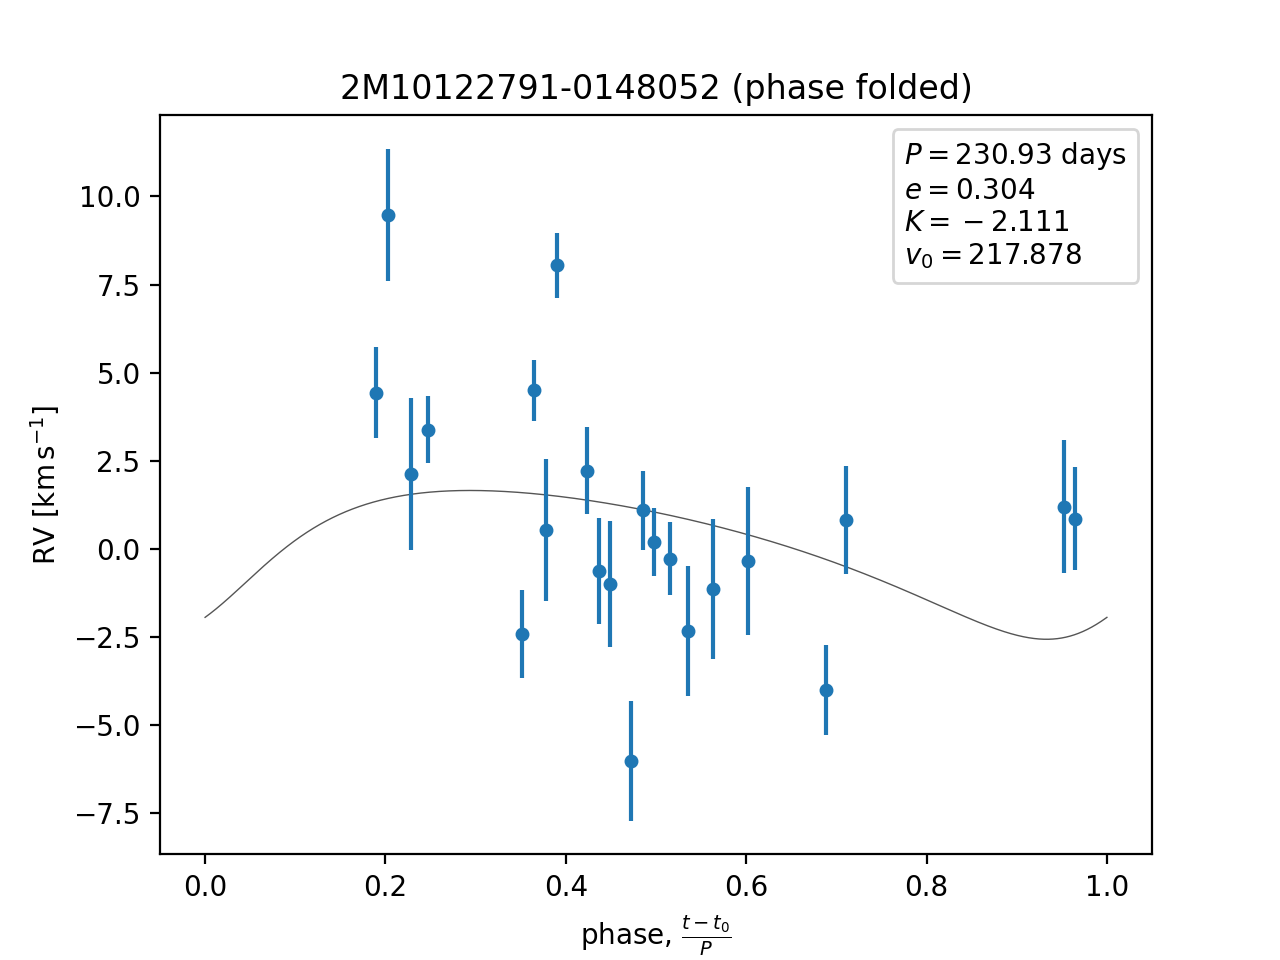 2M10122791-0148052 (phase folded)
P = 230.93 days
e = 0.304
K = −2.111
v₀ = 217.878
10.0
7.5
5.0
2.5
0.0
−2.5
−5.0
−7.5
RV [km s⁻¹]
0.0 0.2 0.4 0.6 0.8 1.0
phase, (t − t₀)/P